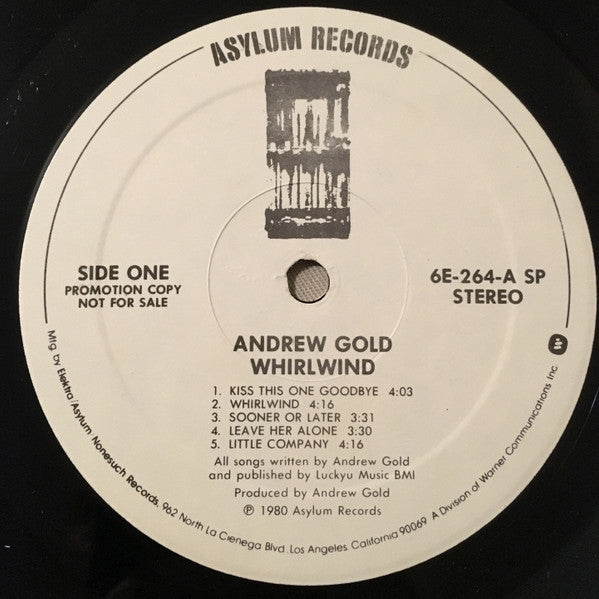 ASYLUM RECORDS
SIDE ONE
PROMOTION COPY
NOT FOR SALE
6E-264-A SP
STEREO
ANDREW GOLD
WHIRLWIND
1. KISS THIS ONE GOODBYE 4:03
2. WHIRLWIND 4:16
3. SOONER OR LATER 3:31
4. LEAVE HER ALONE 3:30
5. LITTLE COMPANY 4:16
All songs written by Andrew Gold
and published by Luckyu Music BMI
Produced by Andrew Gold
℗ 1980 Asylum Records
Mfg. by Elektra/Asylum/Nonesuch Records, 962 North La Cienega Blvd. Los Angeles, California 90069 A Division of Warner Communications Inc